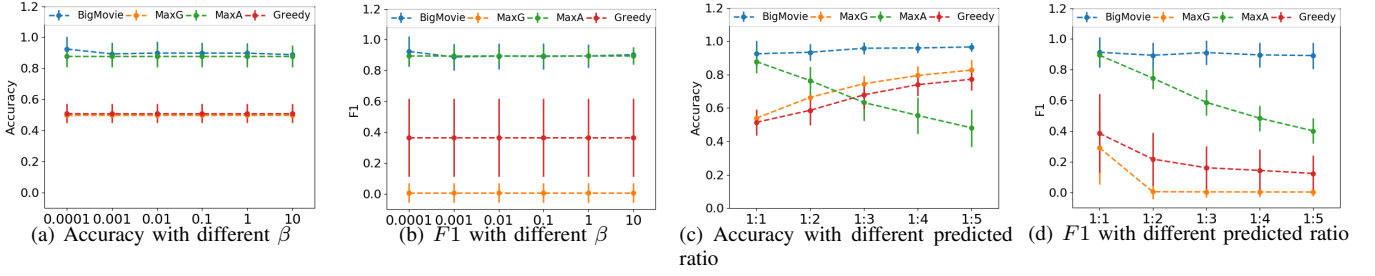 BigMovie MaxG MaxA Greedy
Accuracy
1.2
1.0
0.8
0.6
0.4
0.2
0.0
0.0001 0.001 0.01 0.1 1 10
(a) Accuracy with different β
BigMovie MaxG MaxA Greedy
F1
1.2
1.0
0.8
0.6
0.4
0.2
0.0
0.0001 0.001 0.01 0.1 1 10
(b) F1 with different β
BigMovie MaxG MaxA Greedy
Accuracy
1.2
1.0
0.8
0.6
0.4
0.2
0.0
1:1 1:2 1:3 1:4 1:5
(c) Accuracy with different predicted
ratio
BigMovie MaxG MaxA Greedy
F1
1.2
1.0
0.8
0.6
0.4
0.2
0.0
1:1 1:2 1:3 1:4 1:5
(d) F1 with different predicted ratio